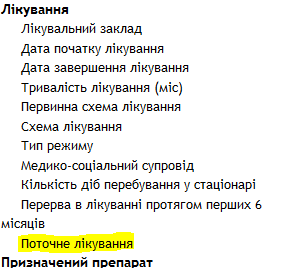 Лікування
Лікувальний заклад
Дата початку лікування
Дата завершення лікування
Тривалість лікування (міс)
Первинна схема лікування
Схема лікування
Тип режиму
Медико-соціальний супровід
Кількість діб перебування у стаціонарі
Перерва в лікуванні протягом перших 6
місяців
Поточне лікування
Призначений препарат